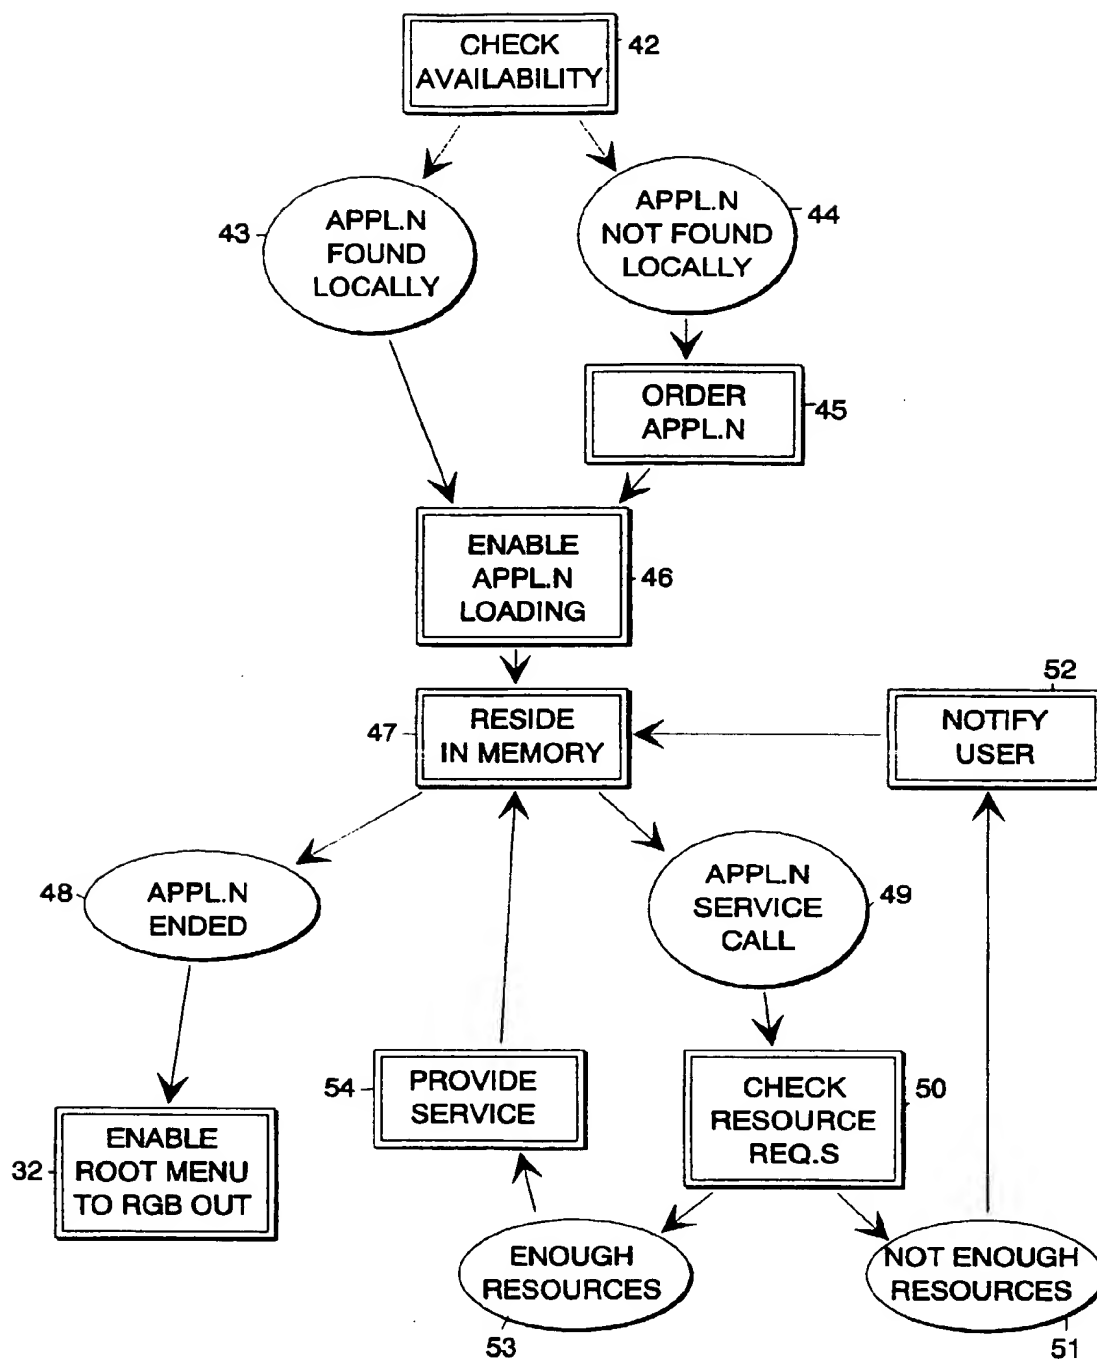 CHECK
AVAILABILITY
42
APPL.N
FOUND
LOCALLY
43
APPL.N
NOT FOUND
LOCALLY
44
ORDER
APPL.N
45
ENABLE
APPL.N
LOADING
46
RESIDE
IN MEMORY
47
NOTIFY
USER
52
APPL.N
ENDED
48
APPL.N
SERVICE
CALL
49
PROVIDE
SERVICE
54
CHECK
RESOURCE
REQ.S
50
ENABLE
ROOT MENU
TO RGB OUT
32
ENOUGH
RESOURCES
53
NOT ENOUGH
RESOURCES
51